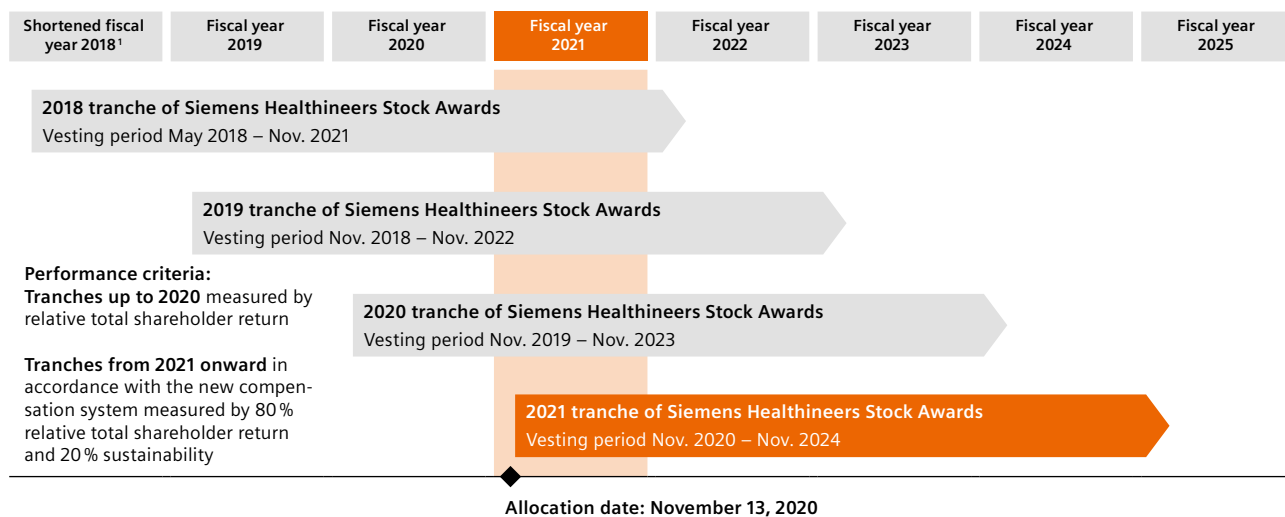 Shortened fiscal
year 2018¹
Fiscal year
2019
Fiscal year
2020
Fiscal year
2021
Fiscal year
2022
Fiscal year
2023
Fiscal year
2024
Fiscal year
2025
2018 tranche of Siemens Healthineers Stock Awards
Vesting period May 2018 – Nov. 2021
2019 tranche of Siemens Healthineers Stock Awards
Vesting period Nov. 2018 – Nov. 2022
Performance criteria:
Tranches up to 2020 measured by
relative total shareholder return
2020 tranche of Siemens Healthineers Stock Awards
Vesting period Nov. 2019 – Nov. 2023
Tranches from 2021 onward in
accordance with the new compen-
sation system measured by 80 %
relative total shareholder return
and 20 % sustainability
2021 tranche of Siemens Healthineers Stock Awards
Vesting period Nov. 2020 – Nov. 2024
Allocation date: November 13, 2020